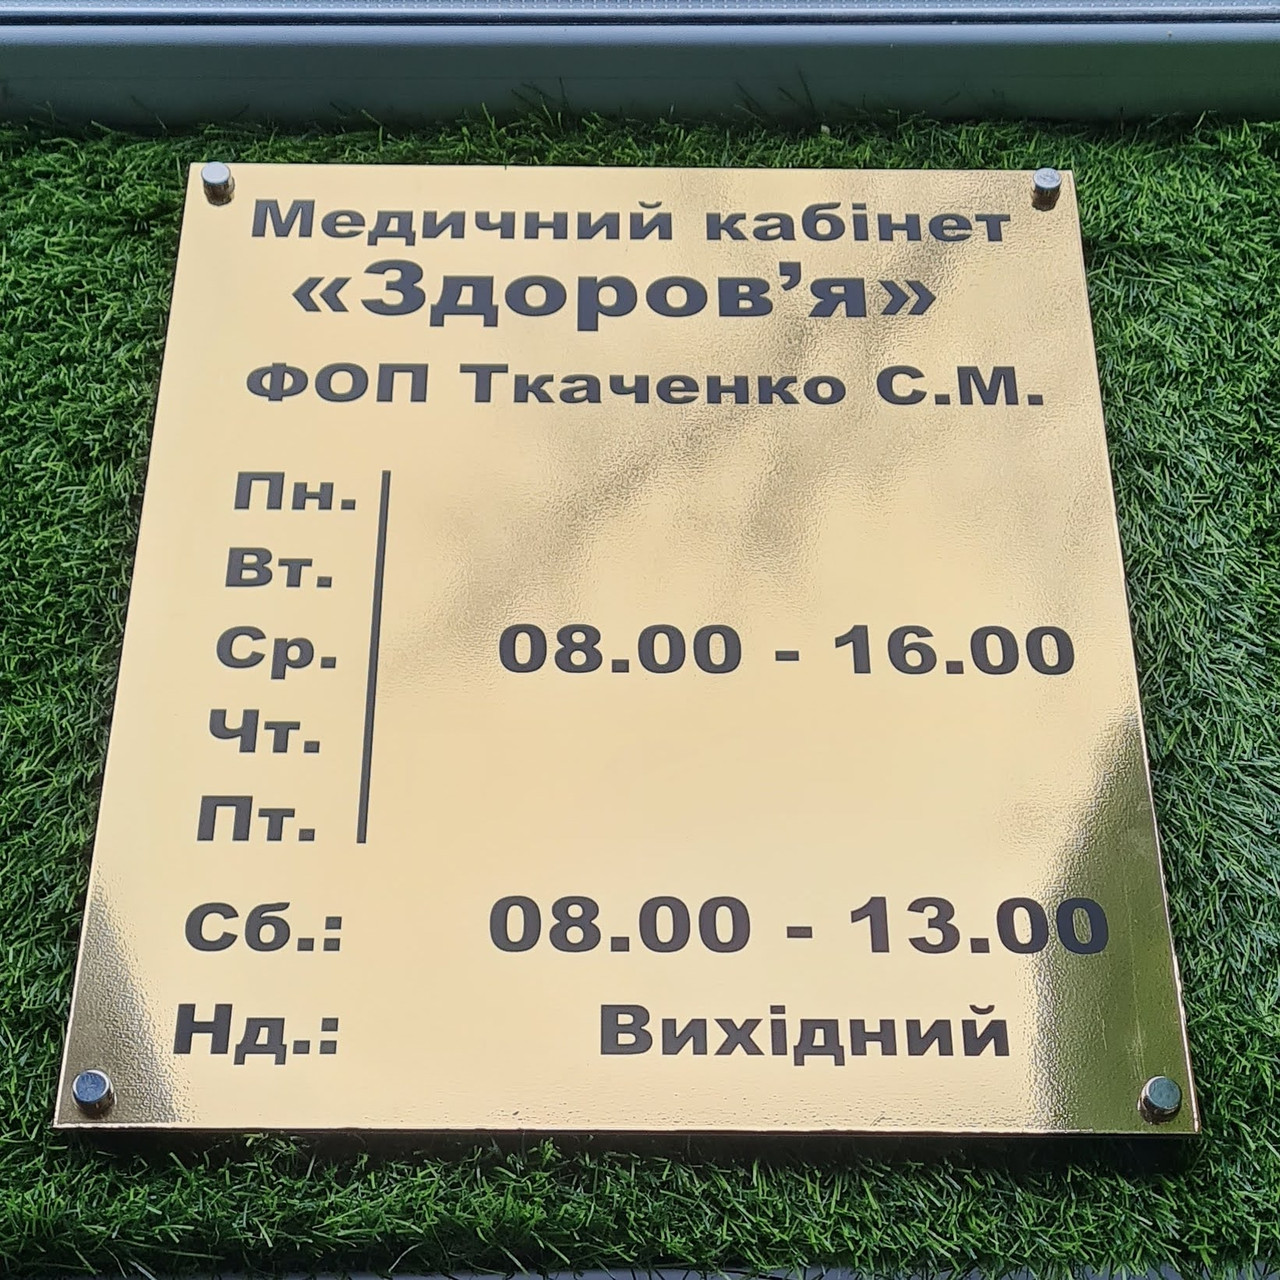 Медичний кабінет
«Здоров’я»
ФОП Ткаченко С.М.
Пн.
Вт.
Ср. 08.00 - 16.00
Чт.
Пт.
Сб.: 08.00 - 13.00
Нд.: Вихідний